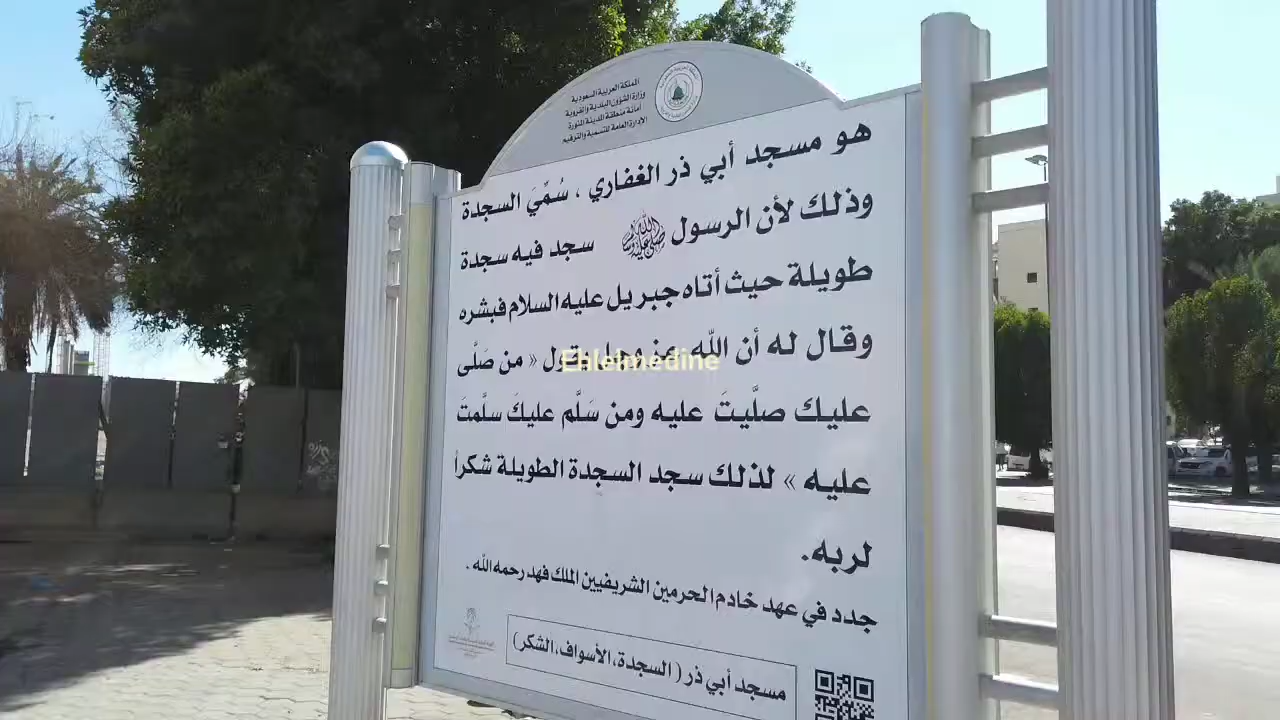 المملكة العربية السعودية
وزارة الشؤون البلدية والقروية
أمانة منطقة المدينة المنورة
الإدارة العامة للتسمية والترقيم
هو مسجد أبي ذر الغفاري ، سُمِّيَ السجدة
وذلك لأن الرسول ﷺ سجد فيه سجدة
طويلة حيث أتاه جبريل عليه السلام فبشره
وقال له أن الله عز وجل يقول « من صَلَّى
Ehlelmedine
عليك صلَّيتَ عليه ومن سَلَّم عليكَ سلَّمتَ
عليه » لذلك سجد السجدة الطويلة شكراً
لربه.
جدد في عهد خادم الحرمين الشريفيين الملك فهد رحمه الله .
مسجد أبي ذر ( السجدة، الأسواف، الشكر)